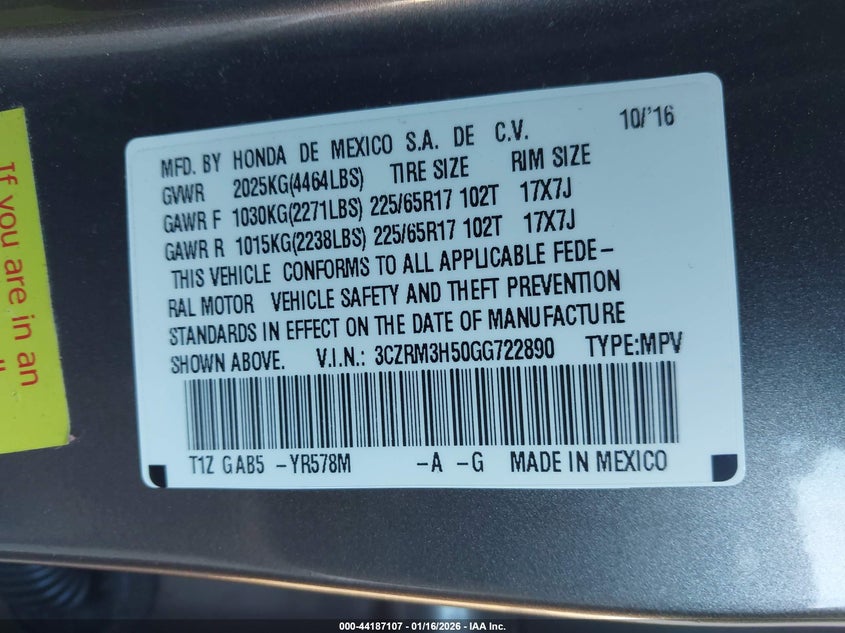 MFD. BY HONDA DE MEXICO S.A. DE C.V. 10/'16
GVWR 2025KG(4464LBS) TIRE SIZE RIM SIZE
GAWR F 1030KG(2271LBS) 225/65R17 102T 17X7J
GAWR R 1015KG(2238LBS) 225/65R17 102T 17X7J
THIS VEHICLE CONFORMS TO ALL APPLICABLE FEDE-
RAL MOTOR VEHICLE SAFETY AND THEFT PREVENTION
STANDARDS IN EFFECT ON THE DATE OF MANUFACTURE
SHOWN ABOVE. V.I.N.: 3CZRM3H50GG722890 TYPE:MPV
T1Z GAB5 -YR578M -A -G MADE IN MEXICO
If you are in an
000-44187107 - 01/16/2026 - IAA Inc.